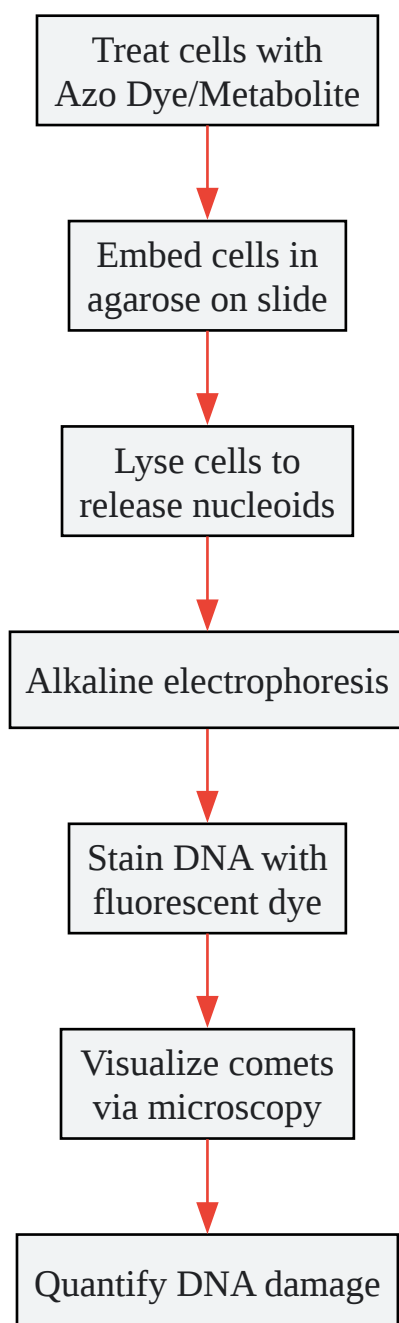 Treat cells with
Azo Dye/Metabolite
Embed cells in
agarose on slide
Lyse cells to
release nucleoids
Alkaline electrophoresis
Stain DNA with
fluorescent dye
Visualize comets
via microscopy
Quantify DNA damage